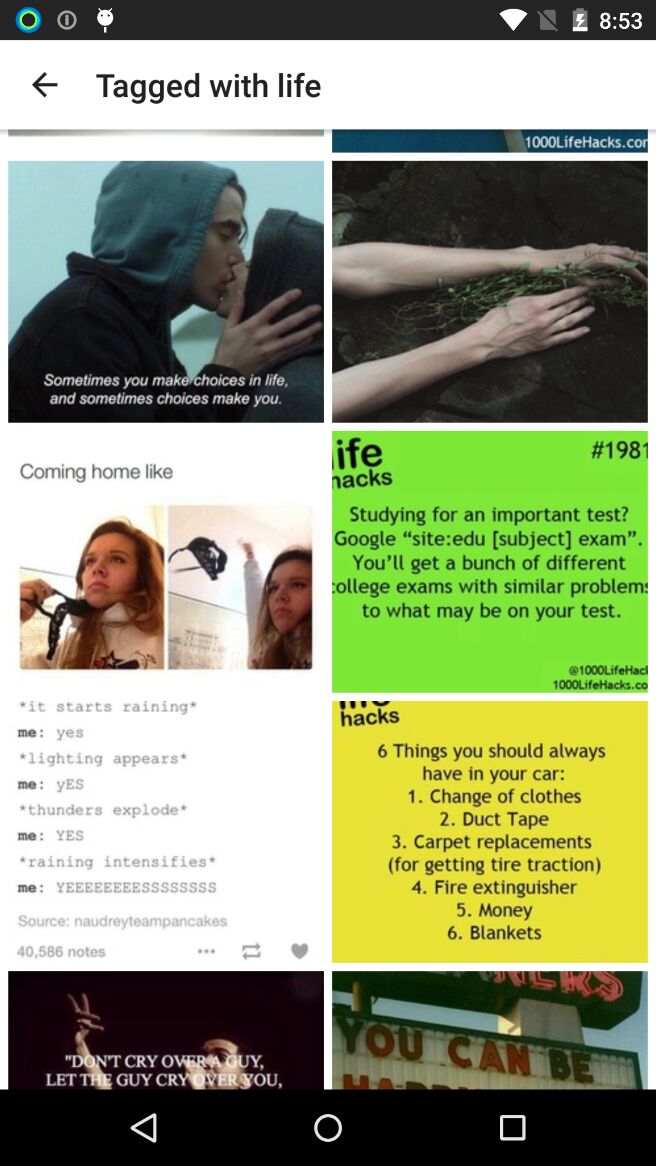 8:53
Tagged with life
1000LifeHacks.cor
Sometimes you make choices in life,
and sometimes choices make you.
Coming home like
ife
hacks
#1981
Studying for an important test?
Google “site:edu [subject] exam”.
You’ll get a bunch of different
college exams with similar problems
to what may be on your test.
@1000LifeHacl
1000LifeHacks.co
*it starts raining*
me: yes
*lighting appears*
me: yES
*thunders explode*
me: YES
*raining intensifies*
me: YEEEEEEEESSSSSSSS
Source: naudreyteampancakes
40,586 notes
hacks
6 Things you should always
have in your car:
1. Change of clothes
2. Duct Tape
3. Carpet replacements
(for getting tire traction)
4. Fire extinguisher
5. Money
6. Blankets
"DON'T CRY OVER A GUY,
LET THE GUY CRY OVER YOU,
YOU CAN BE